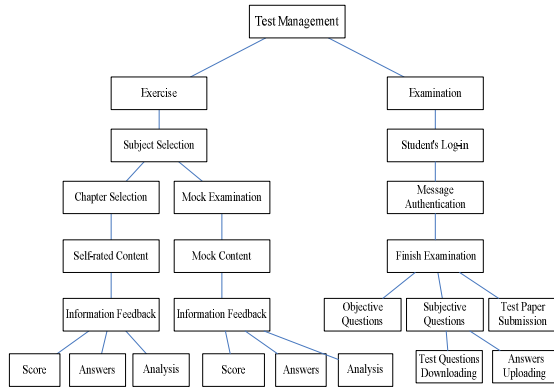 Test Management
Exercise
Examination
Subject Selection
Student's Log-in
Chapter Selection
Mock Examination
Message
Authentication
Self-rated Content
Mock Content
Finish Examination
Information Feedback
Information Feedback
Objective
Questions
Subjective
Questions
Test Paper
Submission
Score
Answers
Analysis
Score
Answers
Analysis
Test Questions
Downloading
Answers
Uploading